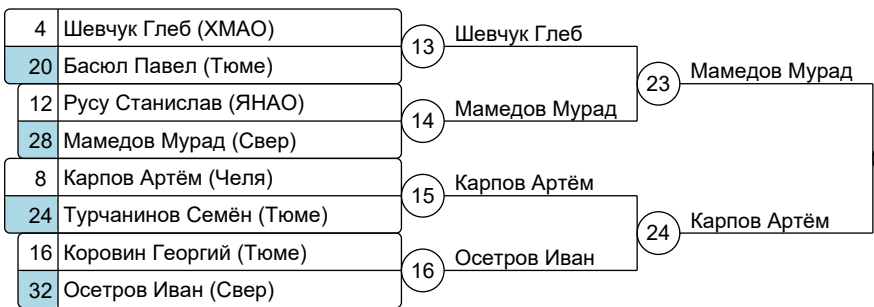 4 Шевчук Глеб (ХМАО)
20 Басюл Павел (Тюме)
13 Шевчук Глеб
12 Русу Станислав (ЯНАО)
28 Мамедов Мурад (Свер)
14 Мамедов Мурад
23 Мамедов Мурад
8 Карпов Артём (Челя)
24 Турчанинов Семён (Тюме)
15 Карпов Артём
16 Коровин Георгий (Тюме)
32 Осетров Иван (Свер)
16 Осетров Иван
24 Карпов Артём